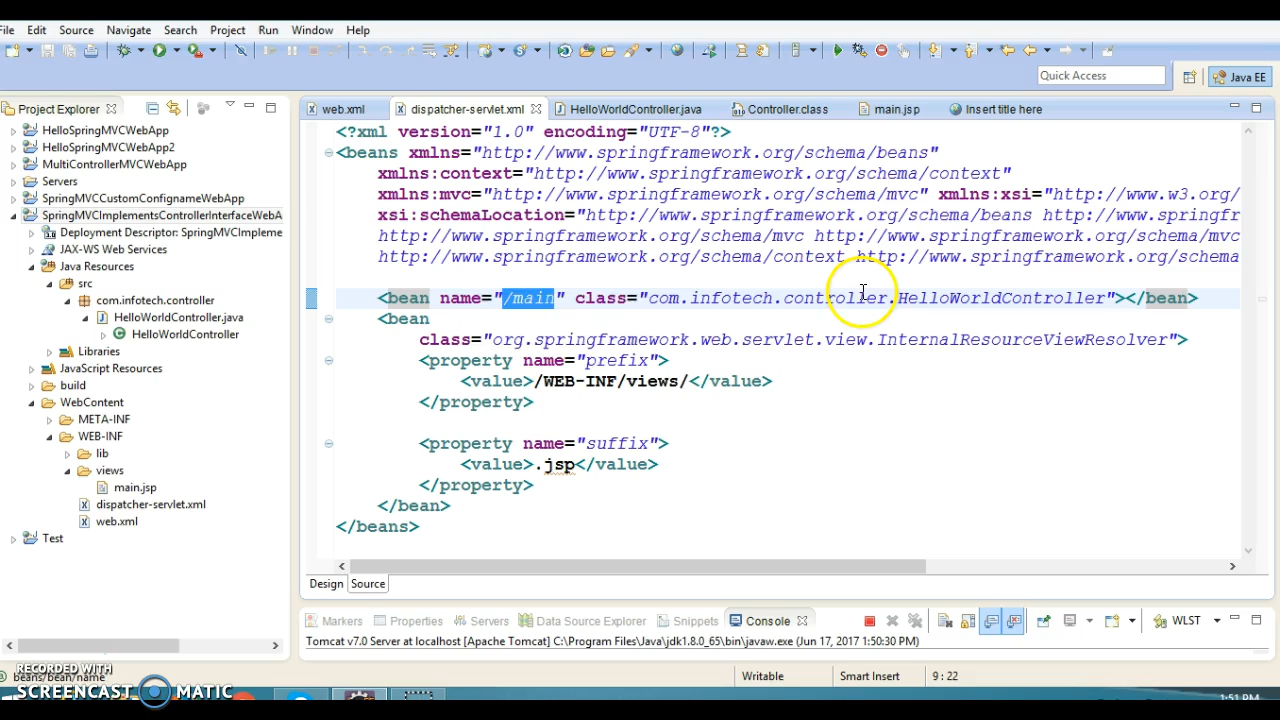 File Edit Source Navigate Search Project Run Window Help
Quick Access
Java EE
Project Explorer
HelloSpringMVCWebApp
HelloSpringMVCWebApp2
MultiControllerMVCWebApp
Servers
SpringMVCCustomConfignameWebApp
SpringMVCImplementsControllerInterfaceWebA
Deployment Descriptor: SpringMVCImpleme
JAX-WS Web Services
Java Resources
src
com.infotech.controller
HelloWorldController.java
HelloWorldController
Libraries
JavaScript Resources
build
WebContent
META-INF
WEB-INF
lib
views
main.jsp
dispatcher-servlet.xml
web.xml
Test
web.xml dispatcher-servlet.xml HelloWorldController.java Controller.class main.jsp Insert title here
<?xml version="1.0" encoding="UTF-8"?>
<beans xmlns="http://www.springframework.org/schema/beans"
xmlns:context="http://www.springframework.org/schema/context"
xmlns:mvc="http://www.springframework.org/schema/mvc" xmlns:xsi="http://www.w3.org/
xsi:schemaLocation="http://www.springframework.org/schema/beans http://www.springfr
http://www.springframework.org/schema/mvc http://www.springframework.org/schema/mvc
http://www.springframework.org/schema/context http://www.springframework.org/schema
<bean name="/main" class="com.infotech.controller.HelloWorldController"></bean>
<bean
class="org.springframework.web.servlet.view.InternalResourceViewResolver">
<property name="prefix">
<value>/WEB-INF/views/</value>
</property>
<property name="suffix">
<value>.jsp</value>
</property>
</bean>
</beans>
Design Source
Markers Properties Servers Data Source Explorer Snippets Console
WLST
Tomcat v7.0 Server at localhost [Apache Tomcat] C:\Program Files\Java\jdk1.8.0_65\bin\javaw.exe (Jun 17, 2017 1:50:30 PM)
beans/bean/name
Writable Smart Insert 9 : 22
RECORDED WITH
SCREENCAST MATIC
1:51 PM